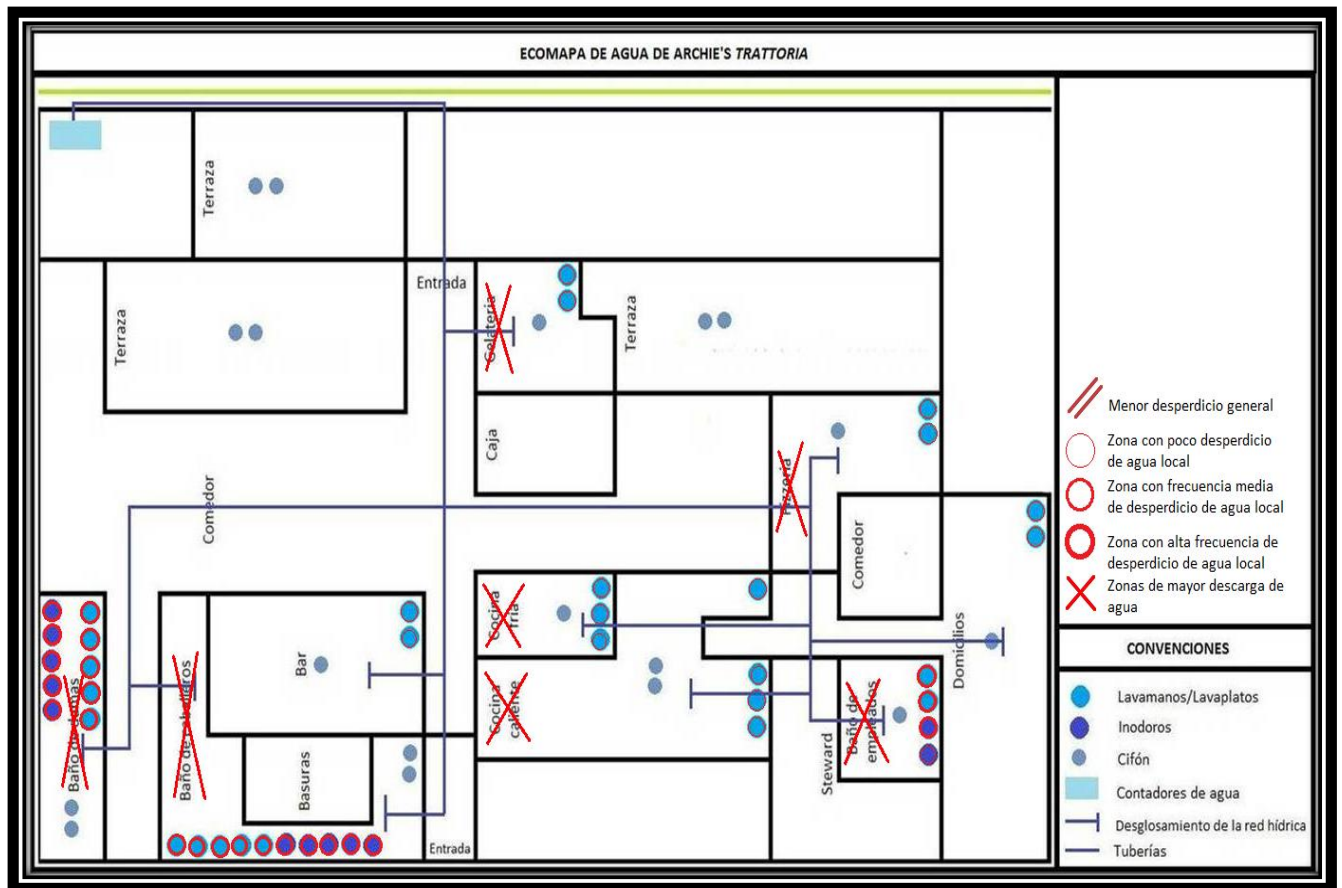 ECOMAPA DE AGUA DE ARCHIE'S TRATTORIA
Terraza
Terraza
Entrada
Gelateria
Terraza
Caja
Comedor
Pizzeria
Comedor
Cocina
fria
Cocina
caliente
Bar
Baño de damas
Baño de caballeros
Basuras
Entrada
Steward
Baño de
empleados
Domicilios
Menor desperdicio general
Zona con poco desperdicio
de agua local
Zona con frecuencia media
de desperdicio de agua local
Zona con alta frecuencia de
desperdicio de agua local
Zonas de mayor descarga de
agua
CONVENCIONES
Lavamanos/Lavaplatos
Inodoros
Cifón
Contadores de agua
Desglosamiento de la red hídrica
Tuberías